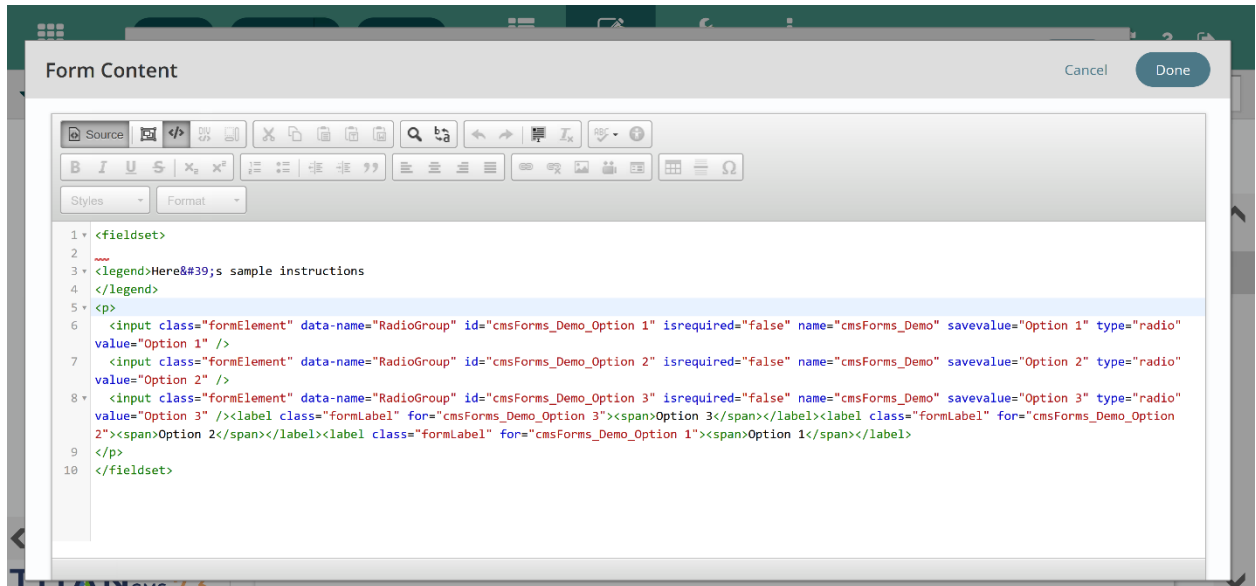 Form Content
Cancel
Done
Source
Styles
Format
1 <fieldset>
2
3 <legend>Here&#39;s sample instructions
4 </legend>
5 <p>
6 <input class="formElement" data-name="RadioGroup" id="cmsForms_Demo_Option 1" isrequired="false" name="cmsForms_Demo" savevalue="Option 1" type="radio"
value="Option 1" />
7 <input class="formElement" data-name="RadioGroup" id="cmsForms_Demo_Option 2" isrequired="false" name="cmsForms_Demo" savevalue="Option 2" type="radio"
value="Option 2" />
8 <input class="formElement" data-name="RadioGroup" id="cmsForms_Demo_Option 3" isrequired="false" name="cmsForms_Demo" savevalue="Option 3" type="radio"
value="Option 3" /><label class="formLabel" for="cmsForms_Demo_Option 3"><span>Option 3</span></label><label class="formLabel" for="cmsForms_Demo_Option
2"><span>Option 2</span></label><label class="formLabel" for="cmsForms_Demo_Option 1"><span>Option 1</span></label>
9 </p>
10 </fieldset>